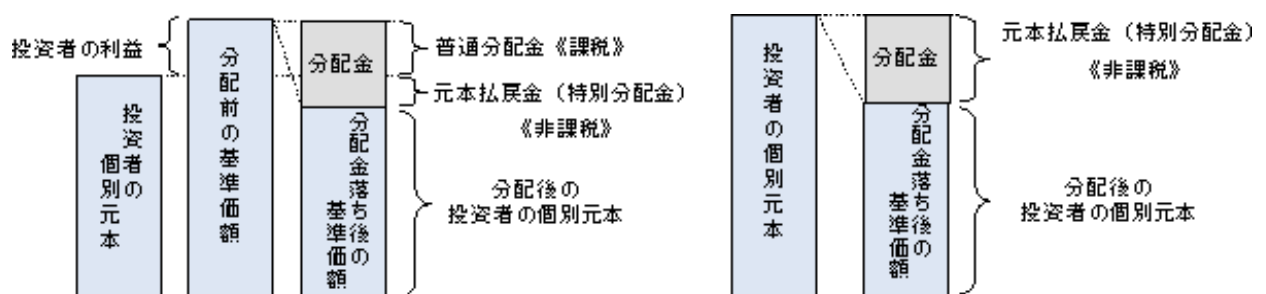 投資者の利益
投資者の
個別元本
分配前の基準価額
分配金
分配金落ち後の
基準価額
普通分配金《課税》
元本払戻金（特別分配金）
《非課税》
分配後の
投資者の個別元本
投資者の個別元本
分配金
分配金落ち後の
基準価額
元本払戻金（特別分配金）
《非課税》
分配後の
投資者の個別元本